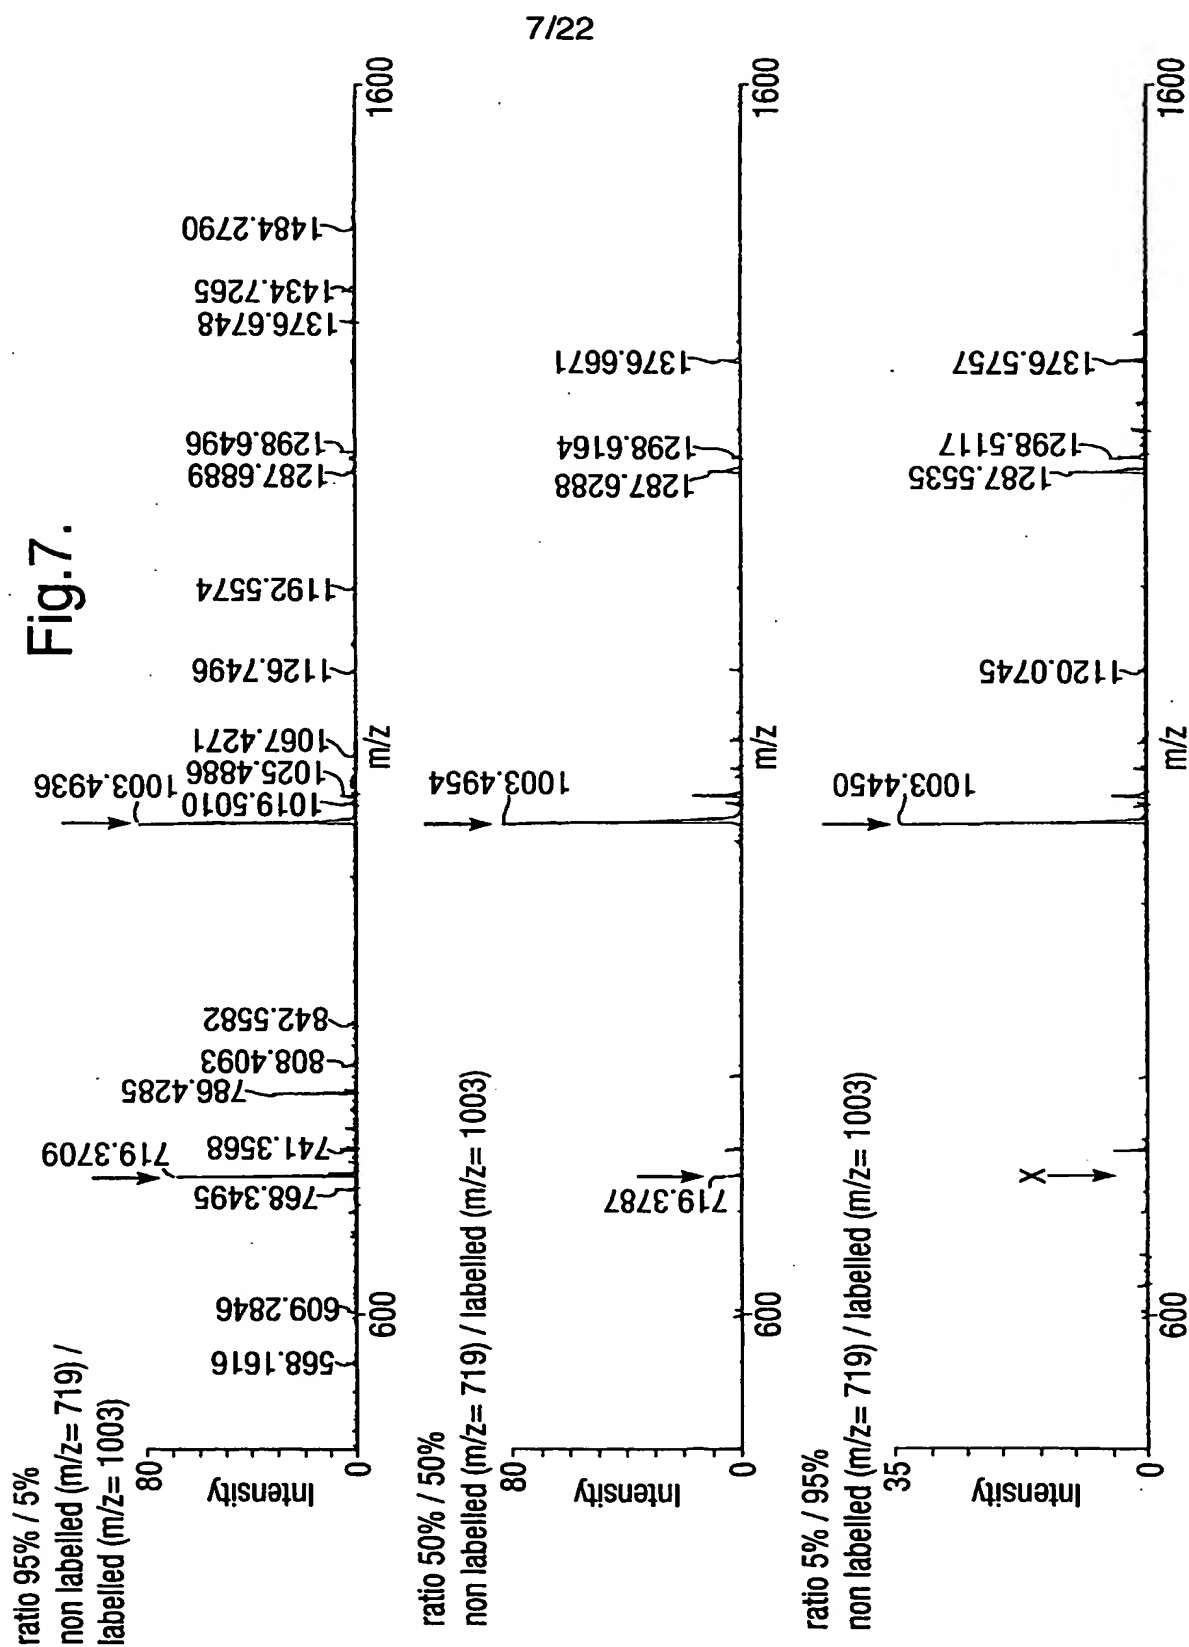 7/22
Fig.7.
ratio 95% / 5%
non labelled (m/z= 719) /
labelled (m/z= 1003)
80
Intensity
0
568.1616
600
609.2846
768.3495
719.3709
741.3568
786.4285
808.4093
842.5582
1003.4936
1019.5010
1025.4886
1067.4271
m/z
1126.7496
1192.5574
1287.6889
1298.6496
1376.6748
1434.7265
1484.2790
1600
ratio 50% / 50%
non labelled (m/z= 719) / labelled (m/z= 1003)
80
Intensity
0
600
719.3787
1003.4954
m/z
1287.6288
1298.6164
1376.6671
1600
ratio 5% / 95%
non labelled (m/z= 719) / labelled (m/z= 1003)
35
Intensity
0
600
X
1003.4450
m/z
1120.0745
1287.5535
1298.5117
1376.5757
1600